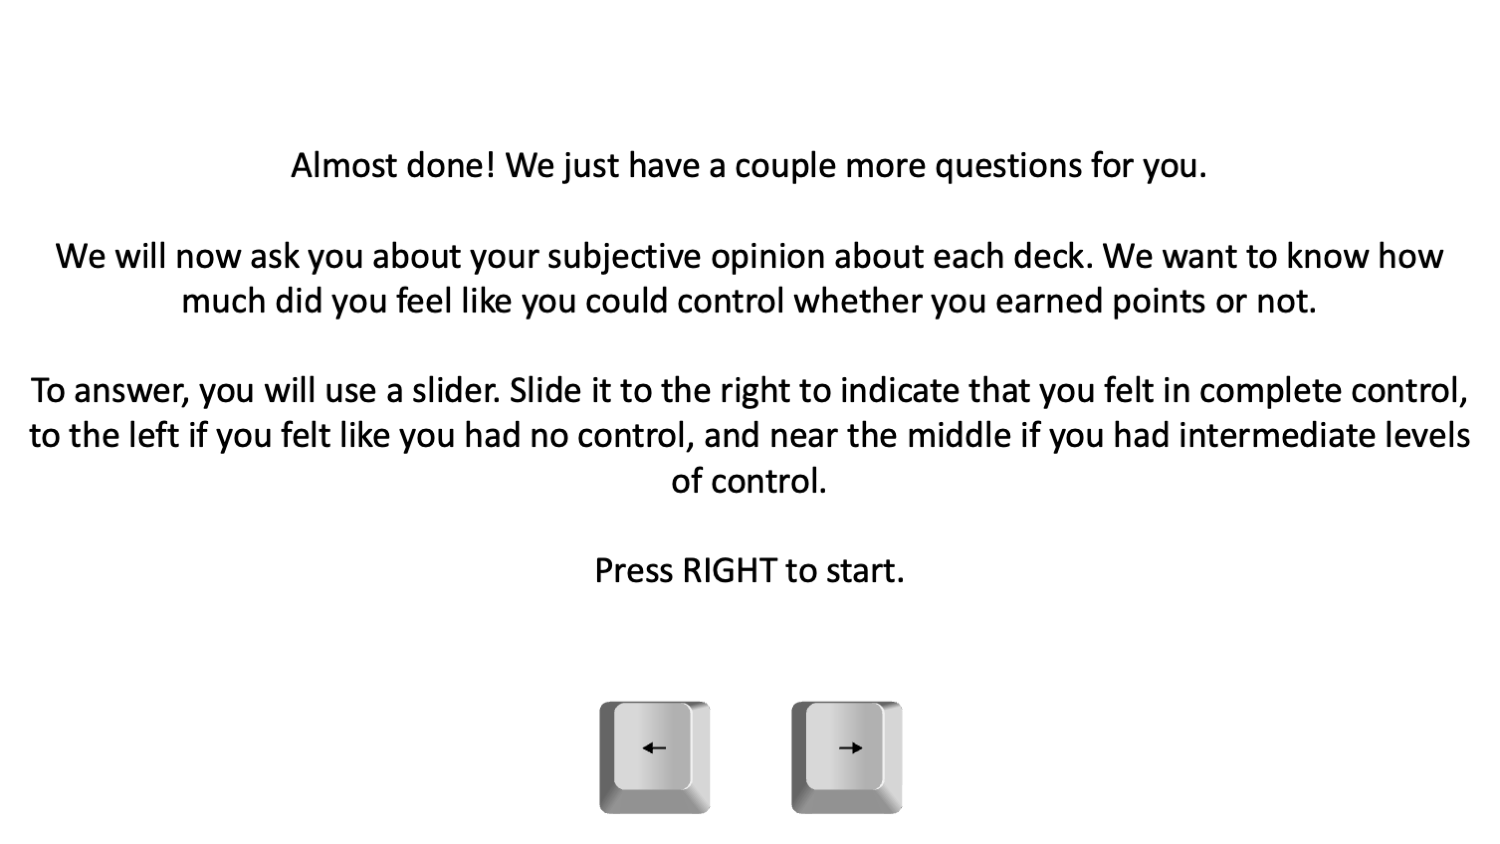 Almost done! We just have a couple more questions for you.
We will now ask you about your subjective opinion about each deck. We want to know how
much did you feel like you could control whether you earned points or not.
To answer, you will use a slider. Slide it to the right to indicate that you felt in complete control,
to the left if you felt like you had no control, and near the middle if you had intermediate levels
of control.
Press RIGHT to start.